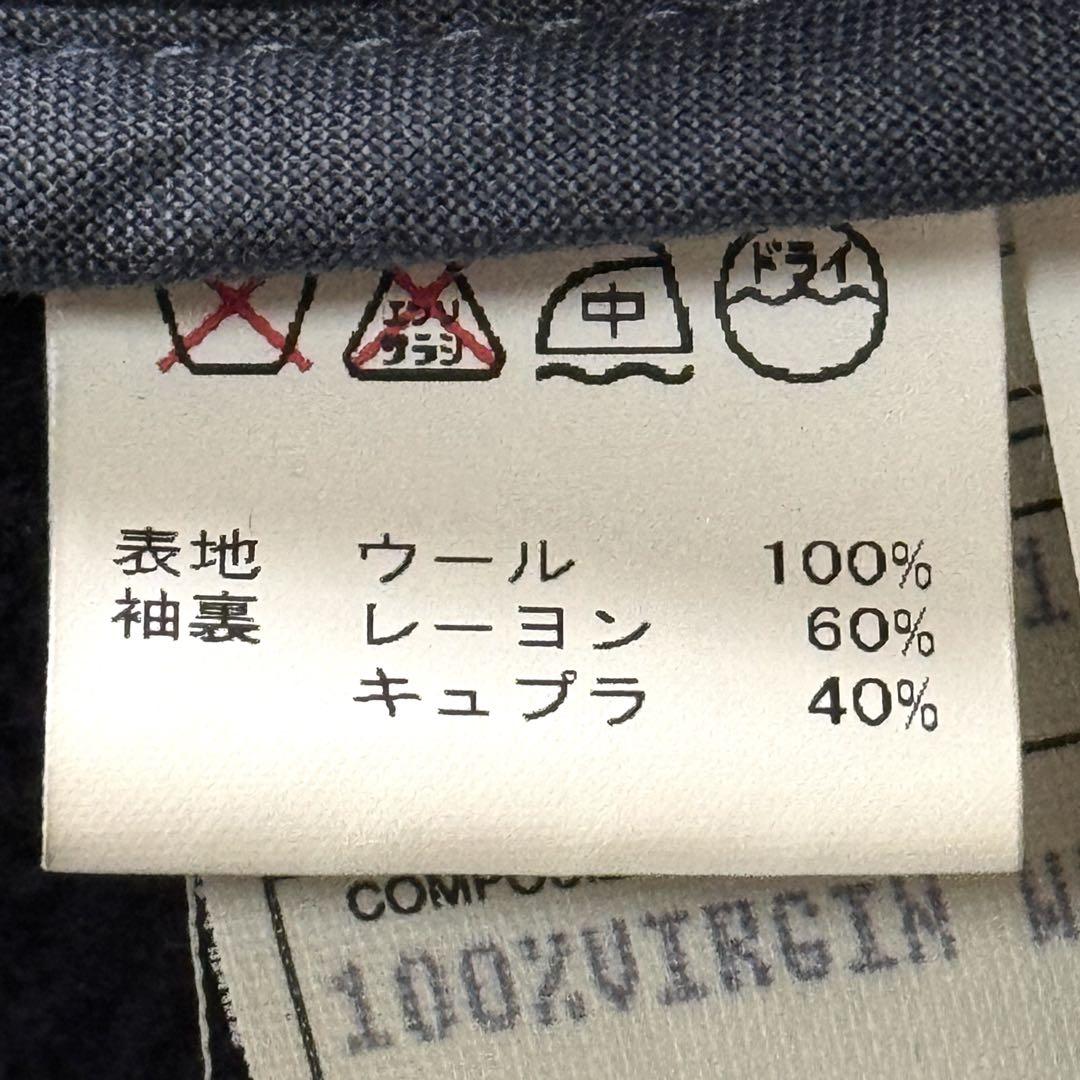 エンソ
サラシ
中
ドライ
表地 ウール 100%
袖裏 レーヨン 60%
キュプラ 40%
100%VIRGIN